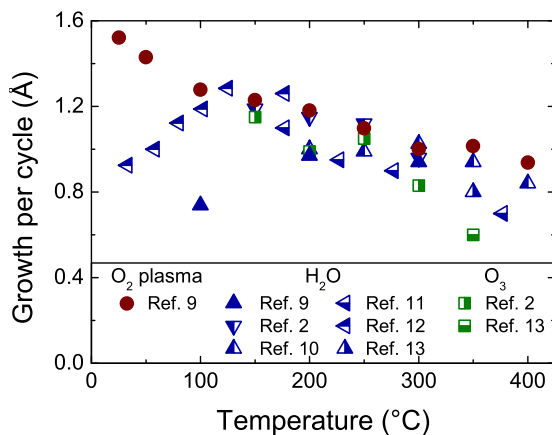 Growth per cycle (Å)
1.6
1.2
0.8
0.4
0.0
O₂ plasma H₂O O₃
Ref. 9 Ref. 9 Ref. 11 Ref. 2
Ref. 2 Ref. 12 Ref. 13
Ref. 10 Ref. 13
0 100 200 300 400
Temperature (°C)